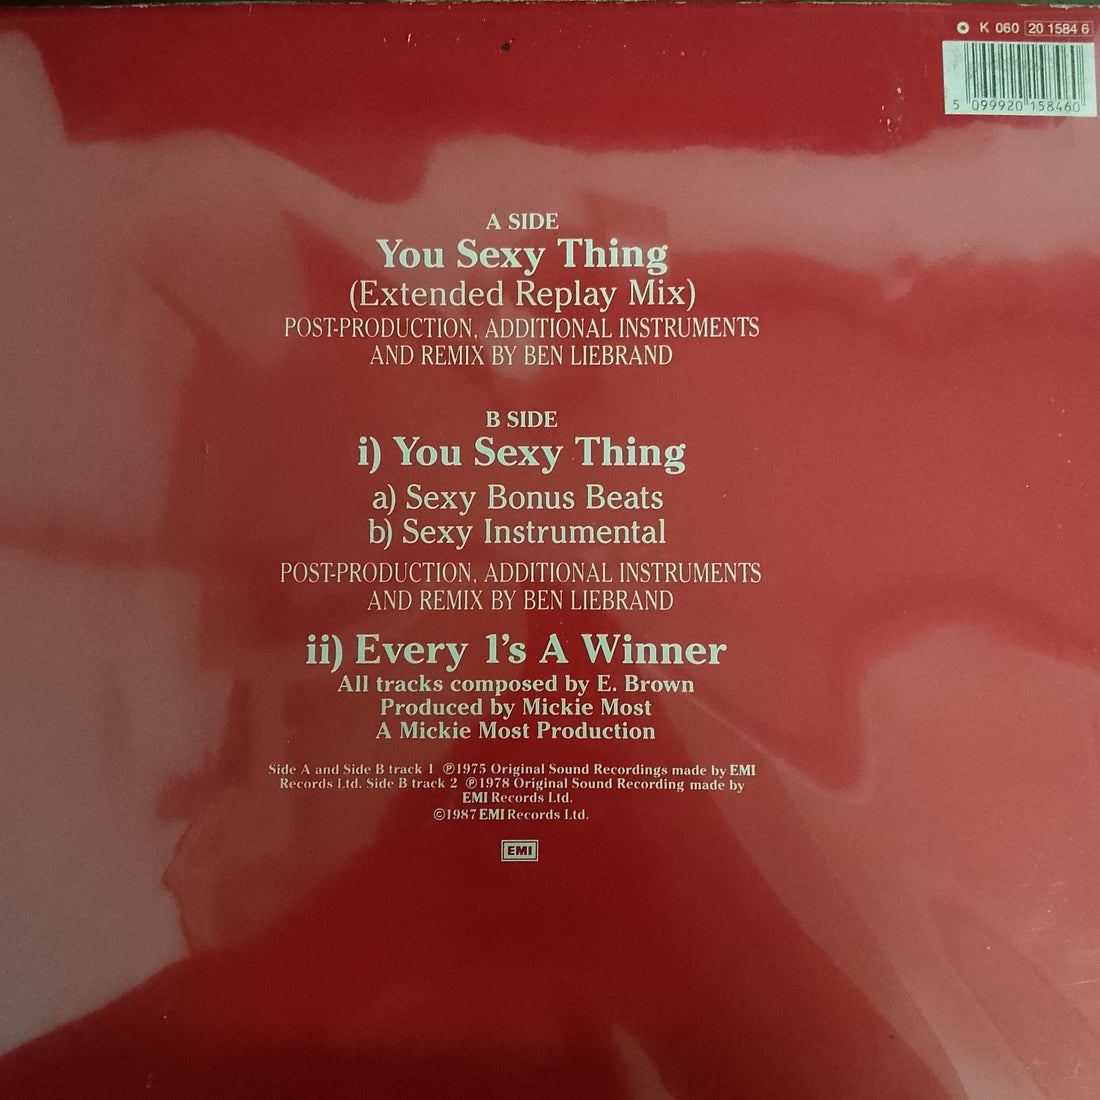 K 060 20 1584 6
5 099920 158460
A SIDE
You Sexy Thing
(Extended Replay Mix)
POST-PRODUCTION, ADDITIONAL INSTRUMENTS
AND REMIX BY BEN LIEBRAND
B SIDE
i) You Sexy Thing
a) Sexy Bonus Beats
b) Sexy Instrumental
POST-PRODUCTION, ADDITIONAL INSTRUMENTS
AND REMIX BY BEN LIEBRAND
ii) Every 1's A Winner
All tracks composed by E. Brown
Produced by Mickie Most
A Mickie Most Production
Side A and Side B track 1 ℗1975 Original Sound Recordings made by EMI
Records Ltd. Side B track 2 ℗1978 Original Sound Recording made by
EMI Records Ltd.
©1987 EMI Records Ltd.
EMI